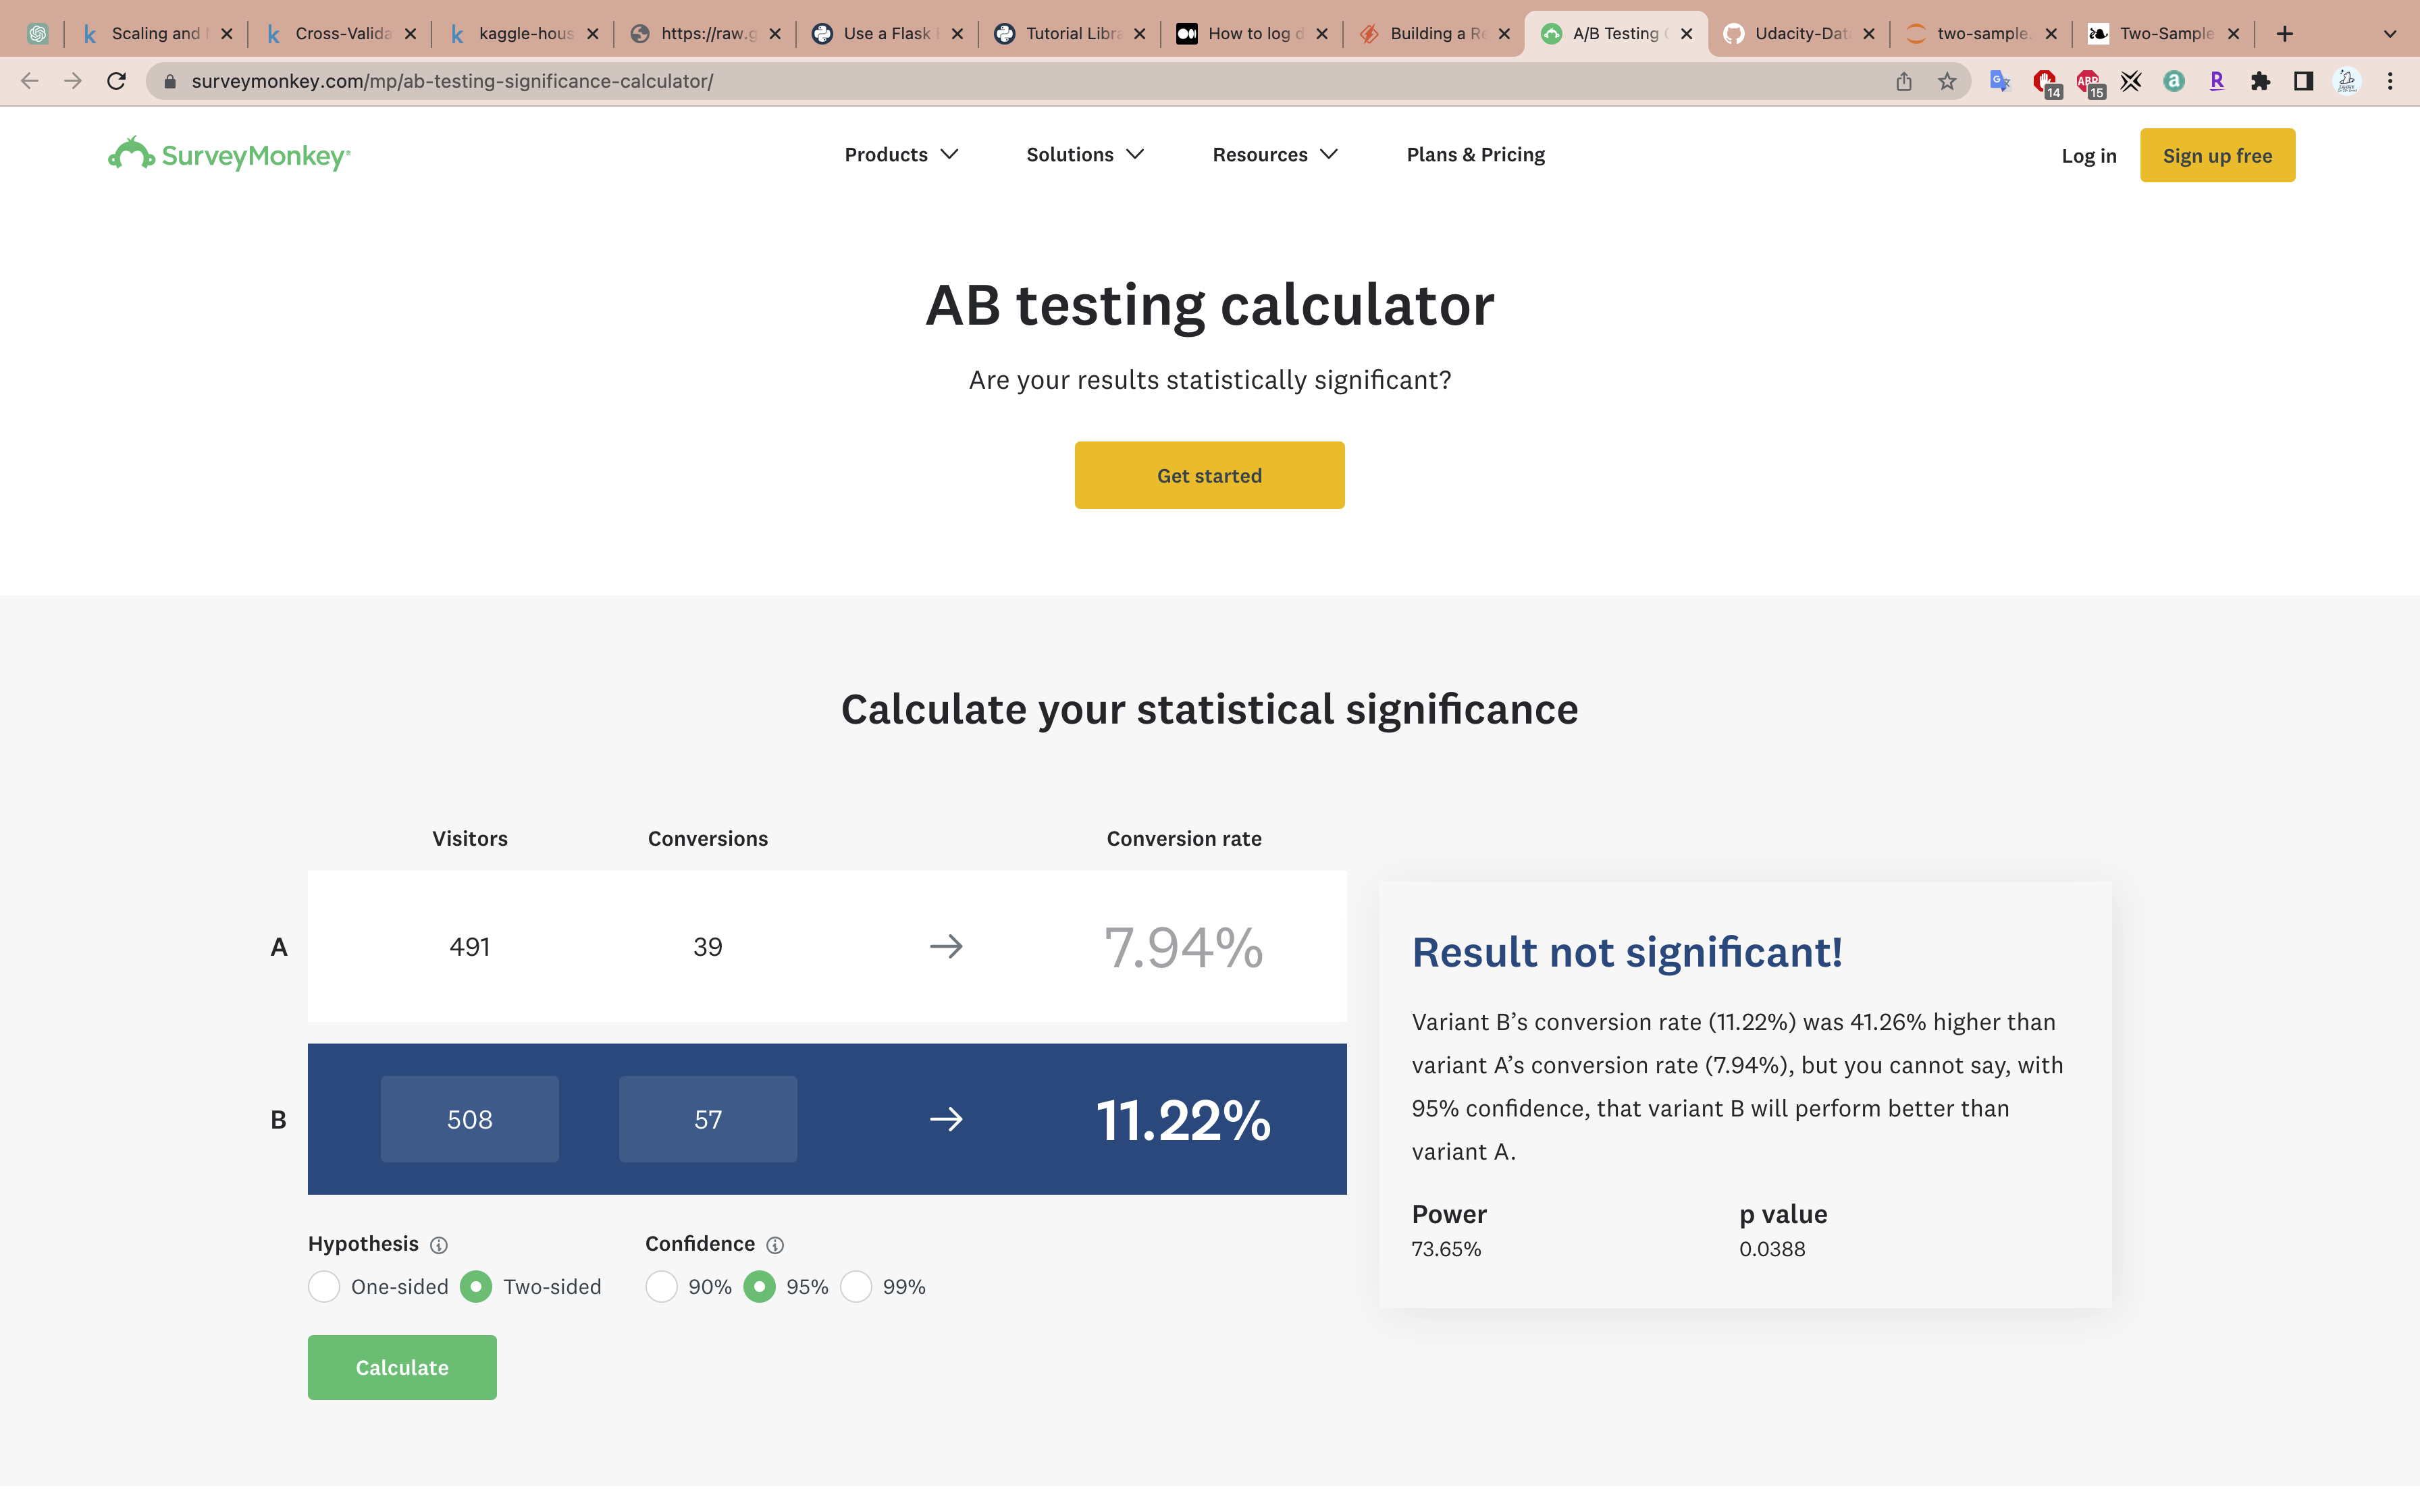 Scaling and
Cross-Valida
kaggle-hous
https://raw.g
Use a Flask
Tutorial Libra
How to log d
Building a Re
A/B Testing
Udacity-Dat
two-sample
Two-Sample
surveymonkey.com/mp/ab-testing-significance-calculator/
14
ABP
15
a
R
SurveyMonkey
Products
Solutions
Resources
Plans & Pricing
Log in
Sign up free
AB testing calculator
Are your results statistically significant?
Get started
Calculate your statistical significance
Visitors
Conversions
Conversion rate
A
491
39
7.94%
B
508
57
11.22%
Hypothesis
One-sided
Two-sided
Confidence
90%
95%
99%
Calculate
Result not significant!
Variant B’s conversion rate (11.22%) was 41.26% higher than
variant A’s conversion rate (7.94%), but you cannot say, with
95% confidence, that variant B will perform better than
variant A.
Power
73.65%
p value
0.0388